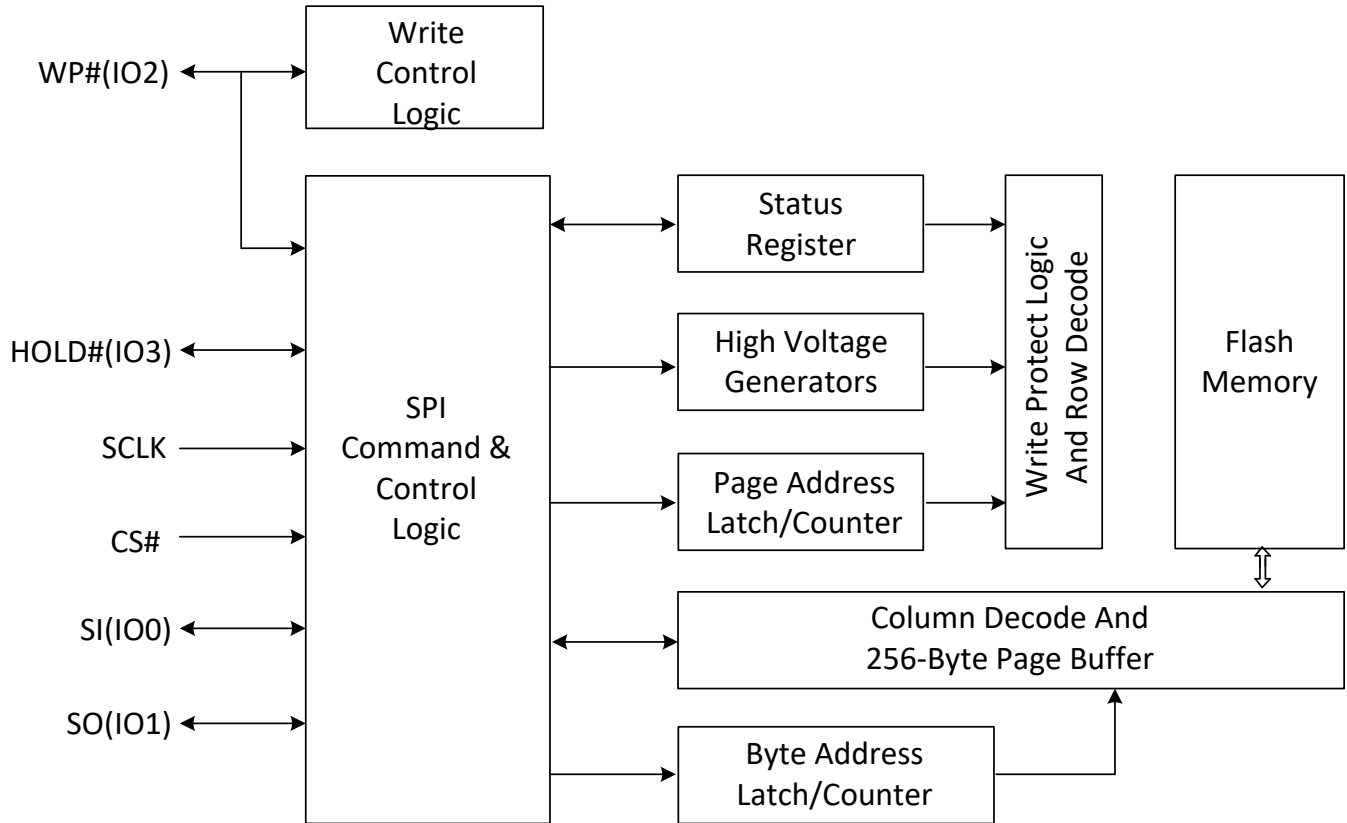 Write
Control
Logic
WP#(IO2)
HOLD#(IO3)
SCLK
CS#
SI(IO0)
SO(IO1)
SPI
Command &
Control
Logic
Status
Register
High Voltage
Generators
Page Address
Latch/Counter
Write Protect Logic
And Row Decode
Flash
Memory
Column Decode And
256-Byte Page Buffer
Byte Address
Latch/Counter